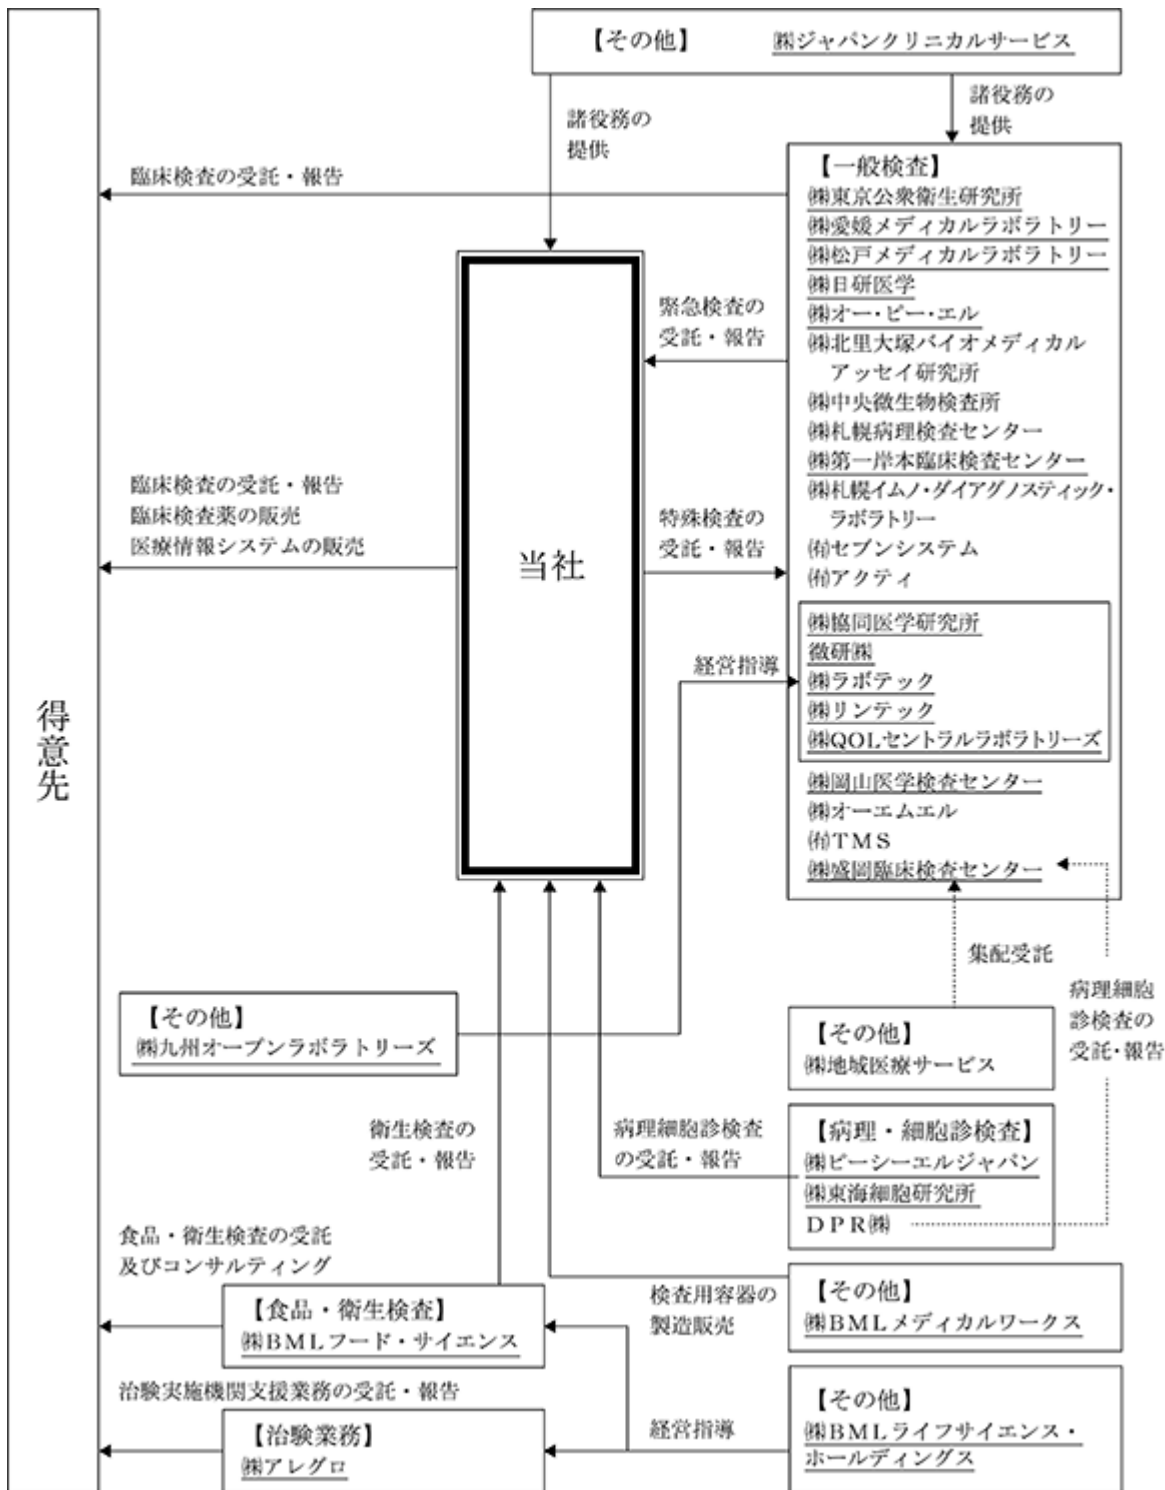 【その他】 ㈱ジャパンクリニカルサービス
諸役務の
提供
諸役務の
提供
臨床検査の受託・報告
【一般検査】
㈱東京公衆衛生研究所
㈱愛媛メディカルラボラトリー
㈱松戸メディカルラボラトリー
㈱日研医学
㈱オー・ピー・エル
㈱北里大塚バイオメディカル
アッセイ研究所
㈱中央微生物検査所
㈱札幌病理検査センター
㈱第一岸本臨床検査センター
㈱札幌イムノ・ダイアグノスティック・
ラボラトリー
㈲セブンシステム
㈲アクティ
㈱協同医学研究所
微研㈱
㈱ラボテック
㈱リンテック
㈱QOLセントラルラボラトリーズ
㈱岡山医学検査センター
㈱オーエムエル
㈲TMS
㈱盛岡臨床検査センター
緊急検査の
受託・報告
臨床検査の受託・報告
臨床検査薬の販売
医療情報システムの販売
当社
特殊検査の
受託・報告
経営指導
得意先
集配受託
病理細胞
診検査の
受託・報告
【その他】
㈱九州オープンラボラトリーズ
【その他】
㈱地域医療サービス
衛生検査の
受託・報告
病理細胞診検査
の受託・報告
【病理・細胞診検査】
㈱ピーシーエルジャパン
㈱東海細胞研究所
DPR㈱
食品・衛生検査の受託
及びコンサルティング
【食品・衛生検査】
㈱BMLフード・サイエンス
検査用容器の
製造販売
【その他】
㈱BMLメディカルワークス
治験実施機関支援業務の受託・報告
【治験業務】
㈱アレグロ
経営指導
【その他】
㈱BMLライフサイエンス・
ホールディングス